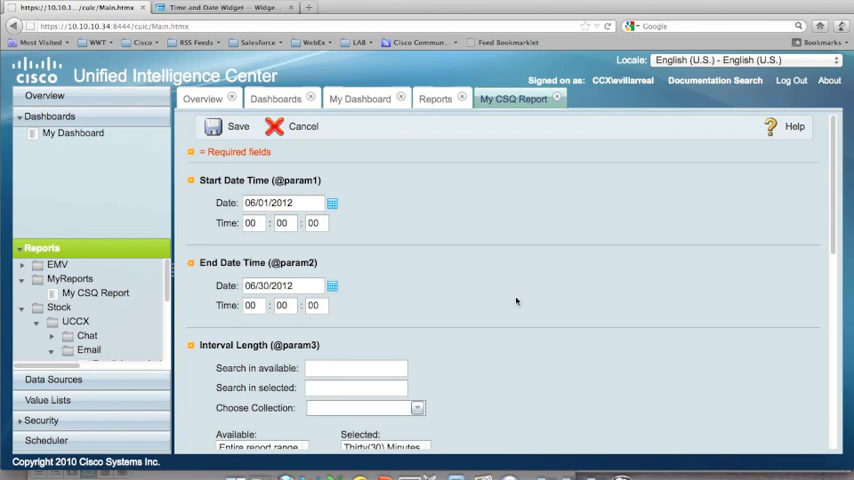 https://10.10.1... /cuic/Main.htmx
Time and Date Widget -- Widge...
https://10.10.10.34:8444/cuic/Main.htmx
Google
Most Visited
WWT
Cisco
RSS Feeds
Salesforce
WebEx
LAB
Cisco Commun...
Feed Bookmarklet
Bookmarks
Locale: English (U.S.) - English (U.S.)
CISCO Unified Intelligence Center
Signed on as: CCX\evillarreal Documentation Search Log Out About
Overview
Dashboards
My Dashboard
Reports
EMV
MyReports
My CSQ Report
Stock
UCCX
Chat
Email
Data Sources
Value Lists
Security
Scheduler
Overview Dashboards My Dashboard Reports My CSQ Report
Save Cancel Help
= Required fields
Start Date Time (@param1)
Date: 06/01/2012
Time: 00 : 00 : 00
End Date Time (@param2)
Date: 06/30/2012
Time: 00 : 00 : 00
Interval Length (@param3)
Search in available:
Search in selected:
Choose Collection:
Available: Selected:
Entire report range Thirty(30) Minutes
Copyright 2010 Cisco Systems Inc.